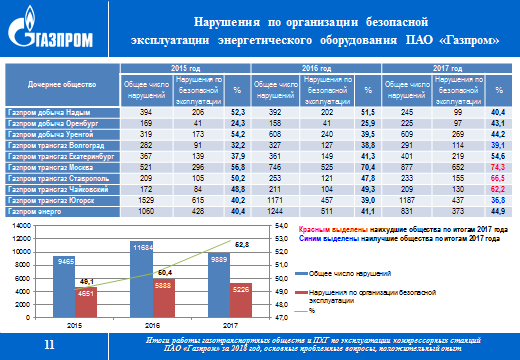 ГАЗПРОМ
Нарушения по организации безопасной
эксплуатации энергетического оборудования ПАО «Газпром»
Дочернее общество 2015 год 2016 год 2017 год
Общее число нарушений Нарушения по безопасной эксплуатации % Общее число нарушений Нарушения по безопасной эксплуатации % Общее число нарушений Нарушения по безопасной эксплуатации %
Газпром добыча Надым 394 206 52,3 392 202 51,5 245 99 40,4
Газпром добыча Оренбург 169 41 24,3 158 41 25,9 225 97 43,1
Газпром добыча Уренгой 319 173 54,2 608 240 39,5 609 269 44,2
Газпром трансгаз Волгоград 282 91 32,2 327 127 38,8 291 114 39,1
Газпром трансгаз Екатеринбург 367 139 37,9 361 149 41,3 401 219 54,6
Газпром трансгаз Москва 521 296 56,8 746 525 70,4 877 652 74,3
Газпром трансгаз Ставрополь 209 105 50,2 253 121 47,8 233 155 66,5
Газпром трансгаз Чайковский 172 84 48,8 211 104 49,3 209 130 62,2
Газпром трансгаз Югорск 1529 615 40,2 1171 457 39,0 1187 437 36,8
Газпром энерго 1060 428 40,4 1244 511 41,1 831 373 44,9
Красным выделены наихудшие общества по итогам 2017 года
Синим выделены наилучшие общества по итогам 2017 года
14000 54,0
12000 53,0
10000 52,0
8000 51,0
6000 50,0
4000 49,0
2000 48,0
0 47,0
9465 11684 9889
4651 5888 5226
49,1 50,4 52,8
2015 2016 2017
Общее число нарушений
Нарушения по организации безопасной
эксплуатации
%
11
Итоги работы газотранспортных обществ и ПХГ по эксплуатации компрессорных станций
ПАО «Газпром» за 2018 год, основные проблемные вопросы, положительный опыт